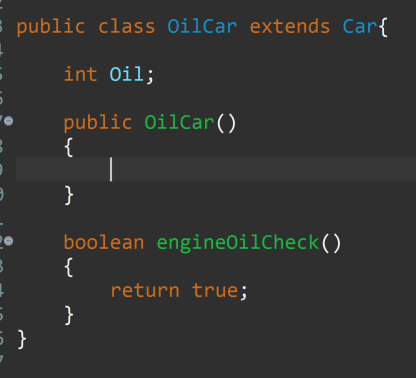 public class OilCar extends Car{
int Oil;
public OilCar()
{
}
boolean engineOilCheck()
{
return true;
}
}